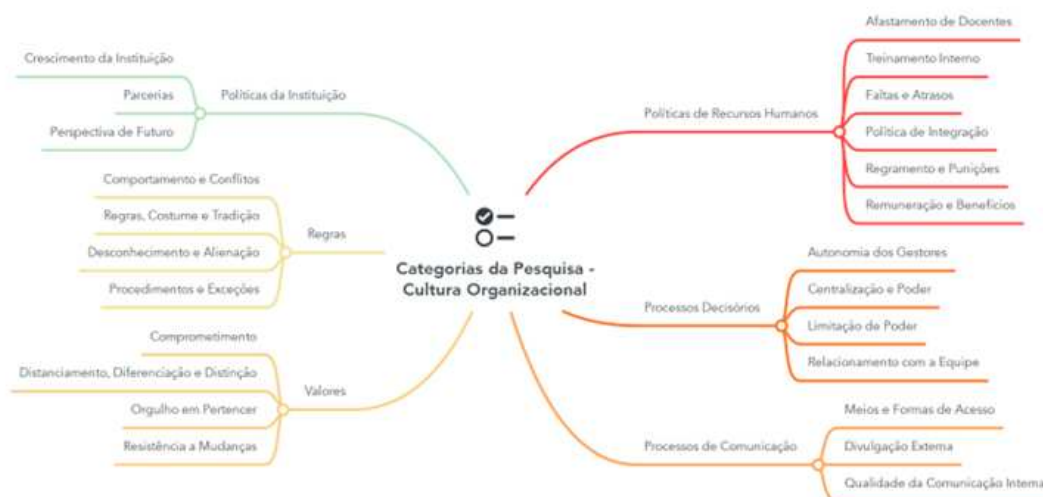 Categorias da Pesquisa -
Cultura Organizacional
Políticas da Instituição
Crescimento da Instituição
Parcerias
Perspectiva de Futuro
Regras
Comportamento e Conflitos
Regras, Costume e Tradição
Desconhecimento e Alienação
Procedimentos e Exceções
Valores
Comprometimento
Distanciamento, Diferenciação e Distinção
Orgulho em Pertencer
Resistência a Mudanças
Políticas de Recursos Humanos
Afastamento de Docentes
Treinamento Interno
Faltas e Atrasos
Política de Integração
Regramento e Punições
Remuneração e Benefícios
Processos Decisórios
Autonomia dos Gestores
Centralização e Poder
Limitação de Poder
Relacionamento com a Equipe
Processos de Comunicação
Meios e Formas de Acesso
Divulgação Externa
Qualidade da Comunicação Interna